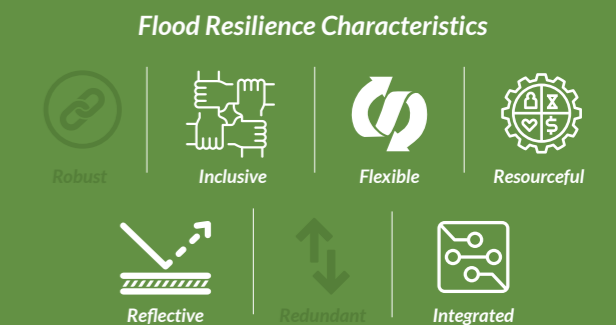 Flood Resilience Characteristics
Robust
Inclusive
Flexible
Resourceful
Reflective
Redundant
Integrated